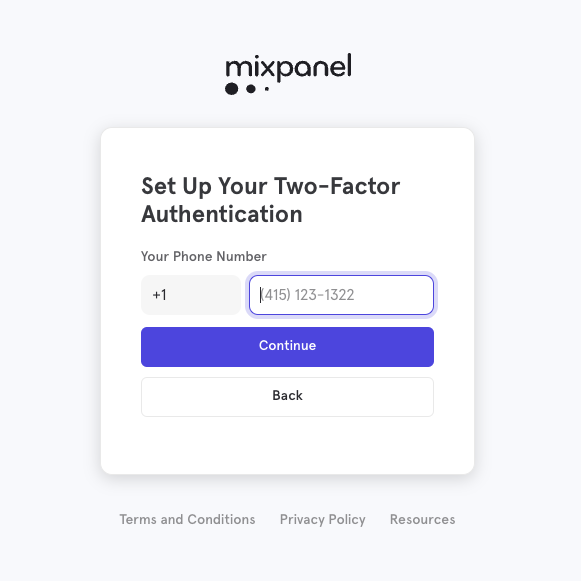 mixpanel
Set Up Your Two-Factor
Authentication
Your Phone Number
+1 (415) 123-1322
Continue
Back
Terms and Conditions Privacy Policy Resources